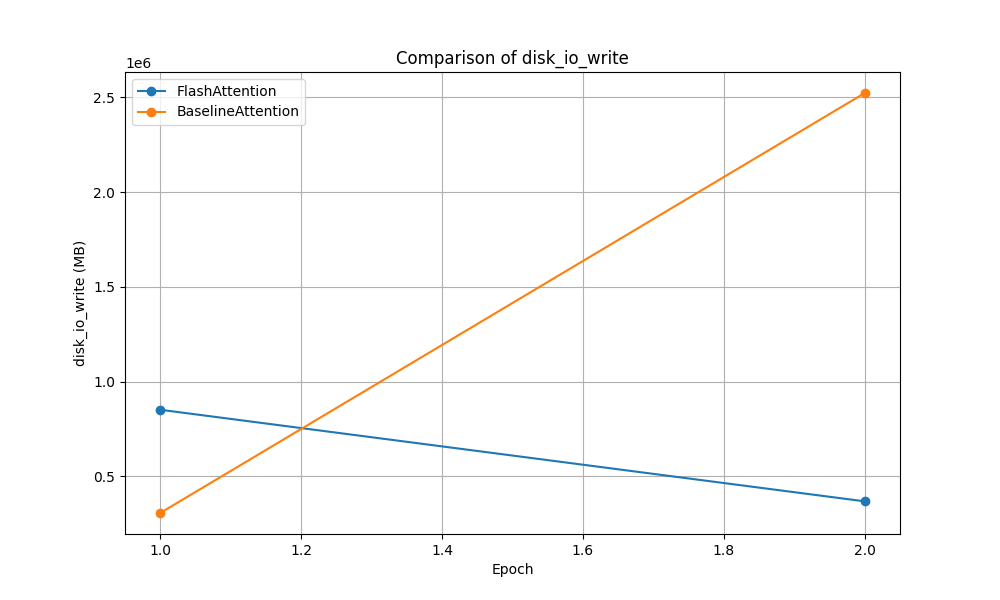 Comparison of disk_io_write
1e6
FlashAttention
BaselineAttention
2.5
2.0
1.5
1.0
0.5
disk_io_write (MB)
1.0 1.2 1.4 1.6 1.8 2.0
Epoch